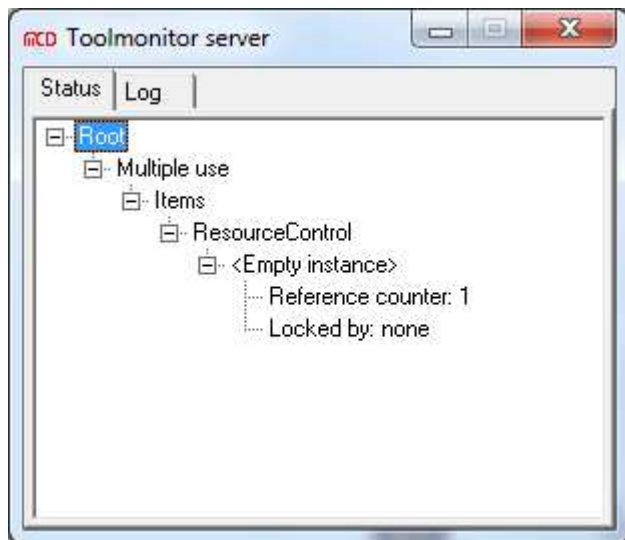 MCD Toolmonitor server
Status Log
Root
Multiple use
Items
ResourceControl
<Empty instance>
Reference counter: 1
Locked by: none